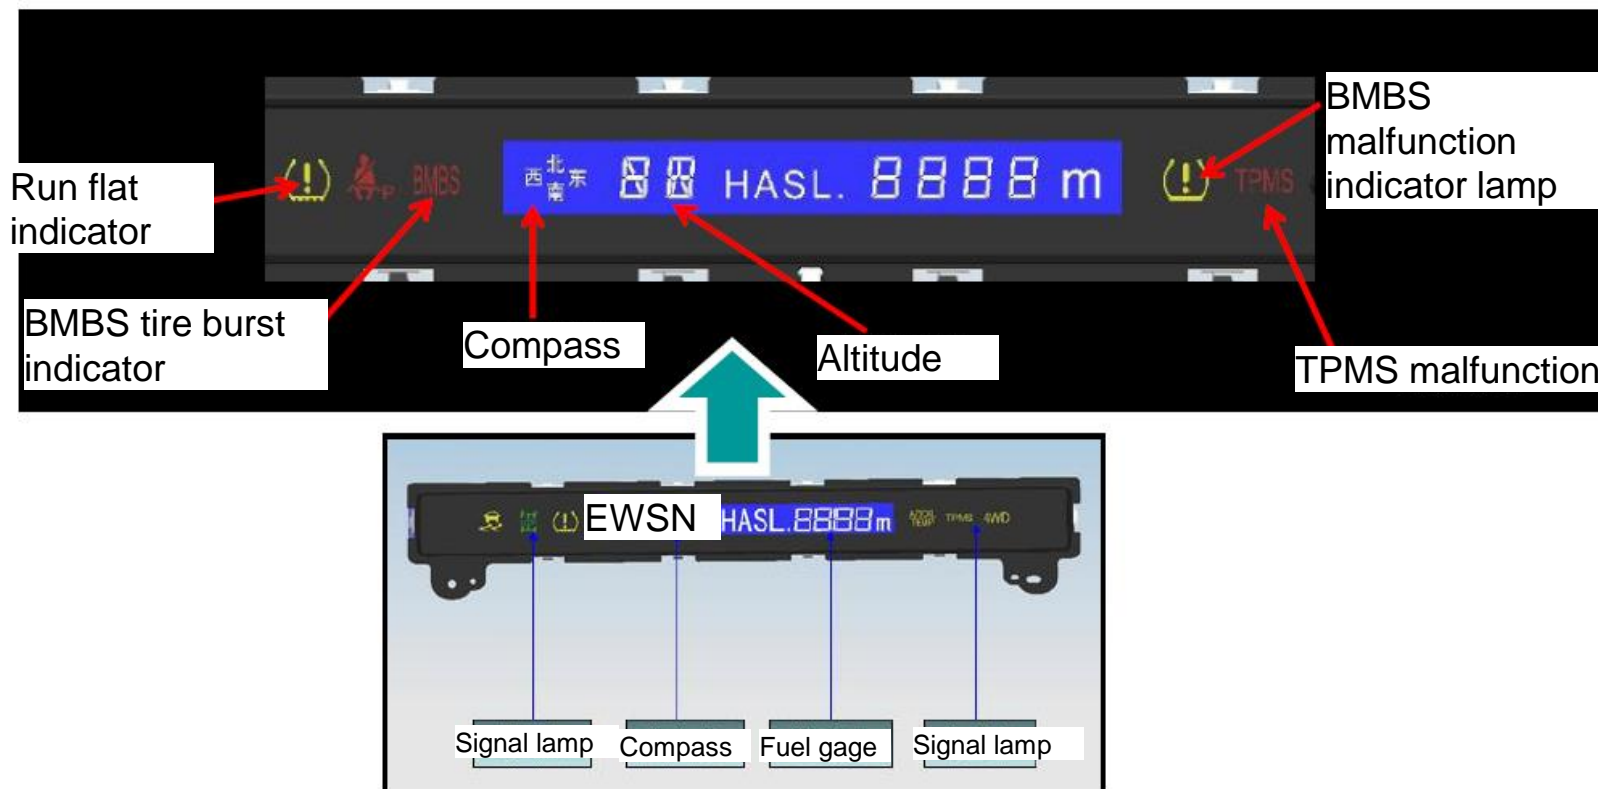 BMBS
malfunction
indicator lamp
Run flat
indicator
BMBS
西北南东
HASL. 8888 m
TPMS
BMBS tire burst
indicator
Compass
Altitude
TPMS malfunction
EWSN
HASL.8888m
TPMS
4WD
Signal lamp
Compass
Fuel gage
Signal lamp